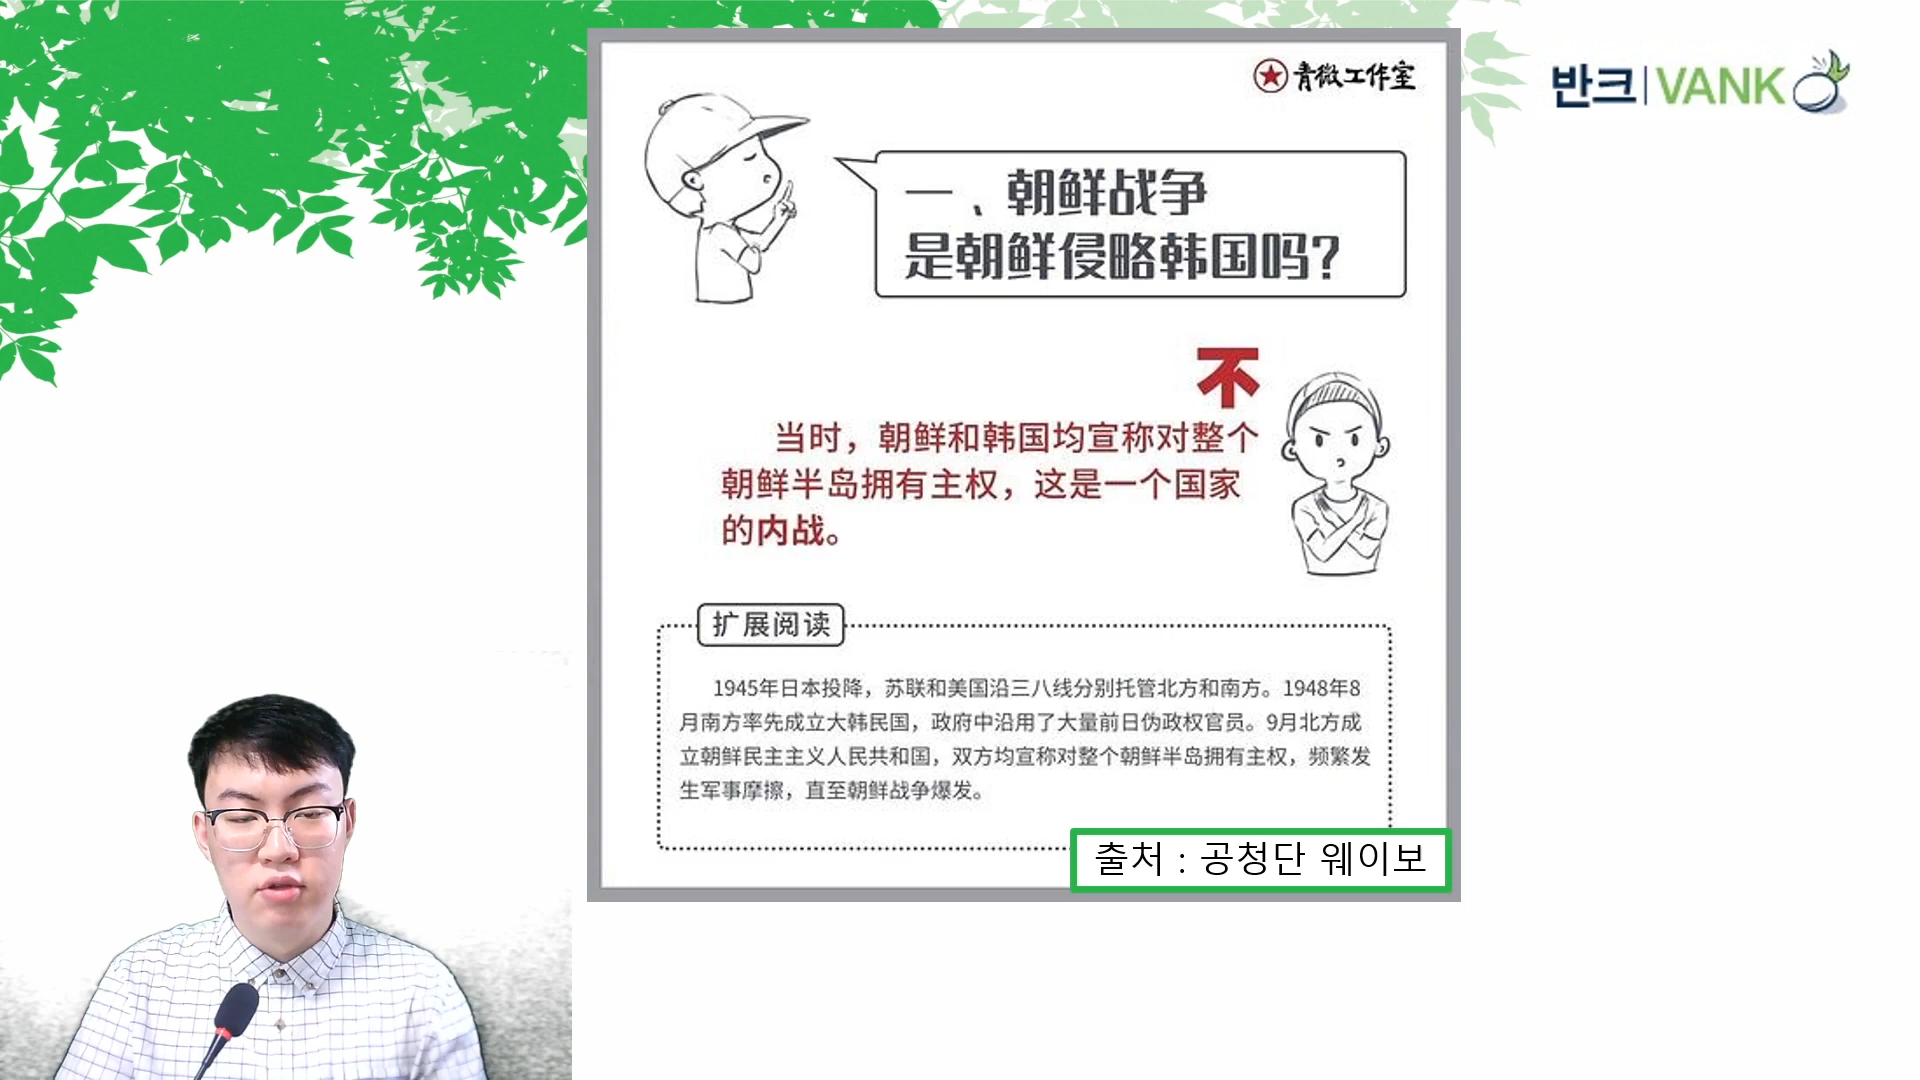 青微工作室
반크 | VANK
一、朝鲜战争
是朝鲜侵略韩国吗？
不
当时，朝鲜和韩国均宣称对整个
朝鲜半岛拥有主权，这是一个国家
的内战。
扩展阅读
1945年日本投降，苏联和美国沿三八线分别托管北方和南方。1948年8
月南方率先成立大韩民国，政府中沿用了大量前日伪政权官员。9月北方成
立朝鲜民主主义人民共和国，双方均宣称对整个朝鲜半岛拥有主权，频繁发
生军事摩擦，直至朝鲜战争爆发。
출처 : 공청단 웨이보